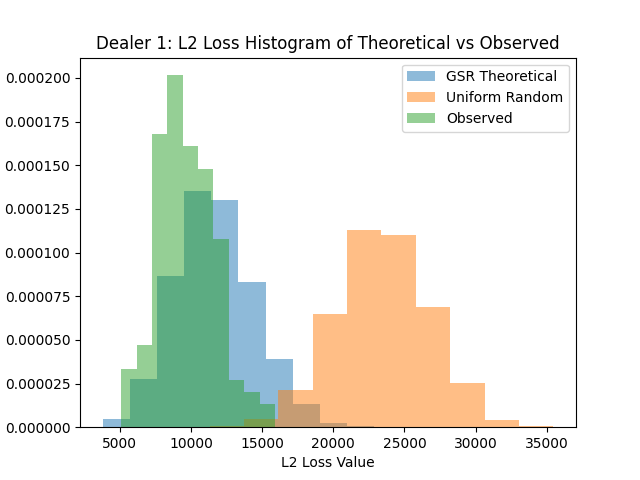 Dealer 1: L2 Loss Histogram of Theoretical vs Observed
GSR Theoretical
Uniform Random
Observed
0.000200
0.000175
0.000150
0.000125
0.000100
0.000075
0.000050
0.000025
0.000000
5000 10000 15000 20000 25000 30000 35000
L2 Loss Value